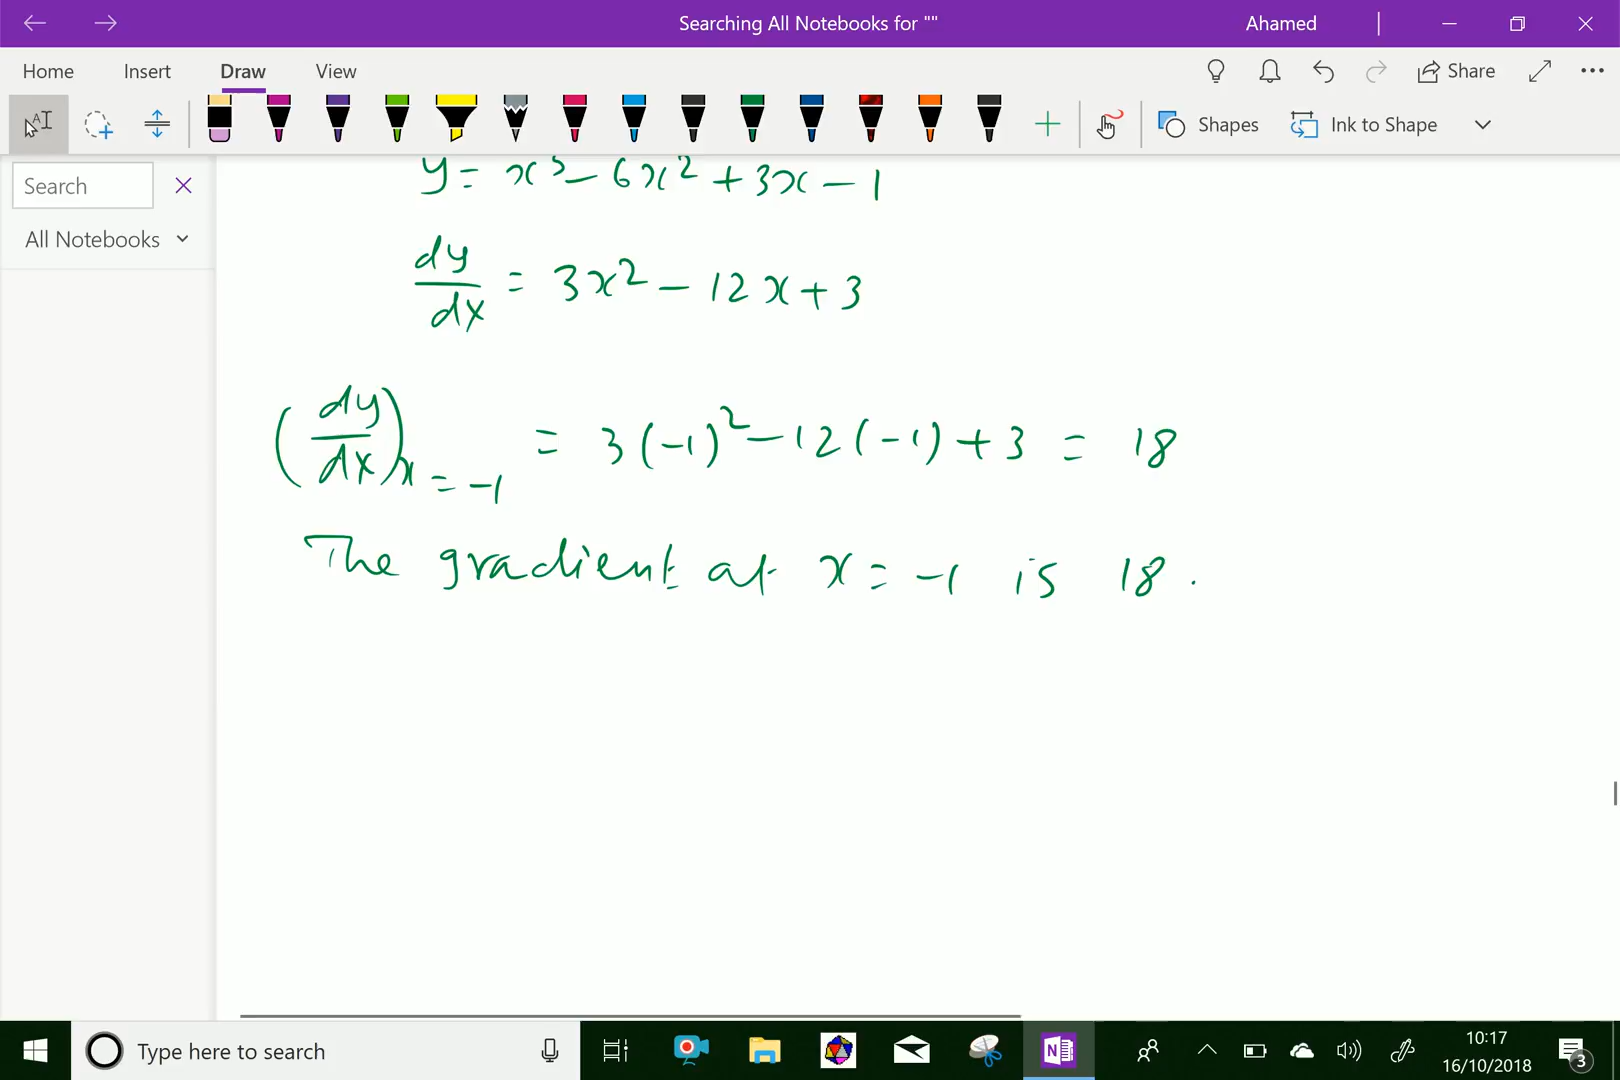 Searching All Notebooks for ""
Ahamed
Home Insert Draw View
Share
Shapes
Ink to Shape
Search
All Notebooks
y = x³ - 6x² + 3x - 1
dy/dx = 3x² - 12x + 3
(dy/dx)x = -1 = 3(-1)² - 12(-1) + 3 = 18
The gradient at x = -1 is 18.
Type here to search
10:17
16/10/2018
3